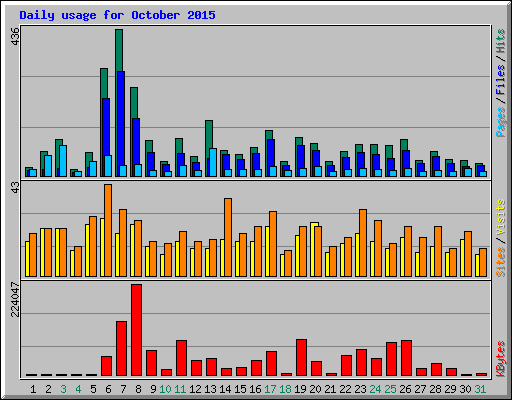 Daily usage for October 2015
436
Pages / Files / Hits
43
Sites / Visits
224047
KBytes
1 2 3 4 5 6 7 8 9 10 11 12 13 14 15 16 17 18 19 20 21 22 23 24 25 26 27 28 29 30 31